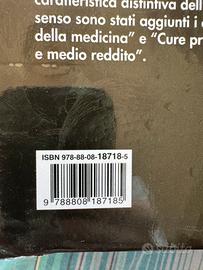 caratteristica distintiva dell
senso sono stati aggiunti i c
della medicina” e “Cure pr
e medio reddito”.
ISBN 978-88-08-18718-5
9 788808 187185
Subito